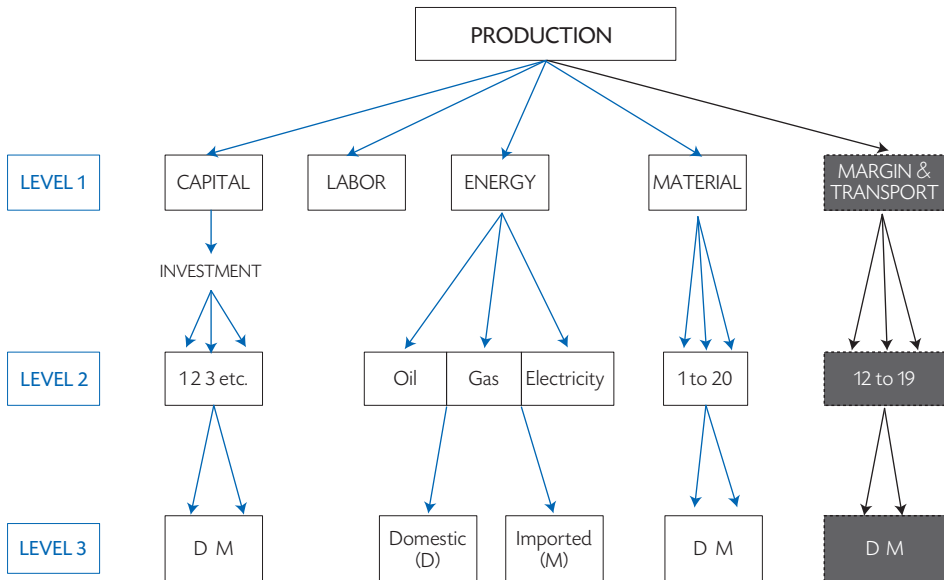 PRODUCTION
LEVEL 1
CAPITAL
LABOR
ENERGY
MATERIAL
MARGIN &
TRANSPORT
INVESTMENT
LEVEL 2
1 2 3 etc.
Oil
Gas
Electricity
1 to 20
12 to 19
LEVEL 3
D M
Domestic
(D)
Imported
(M)
D M
D M